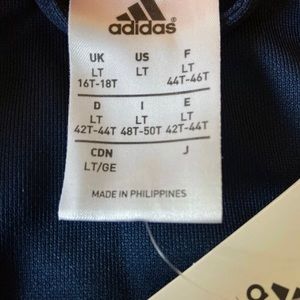 adidas®
UK US F
LT LT LT
16T-18T 44T-46T
D I E
LT LT LT
42T-44T 48T-50T 42T-44T
CDN J
LT/GE
MADE IN PHILIPPINES